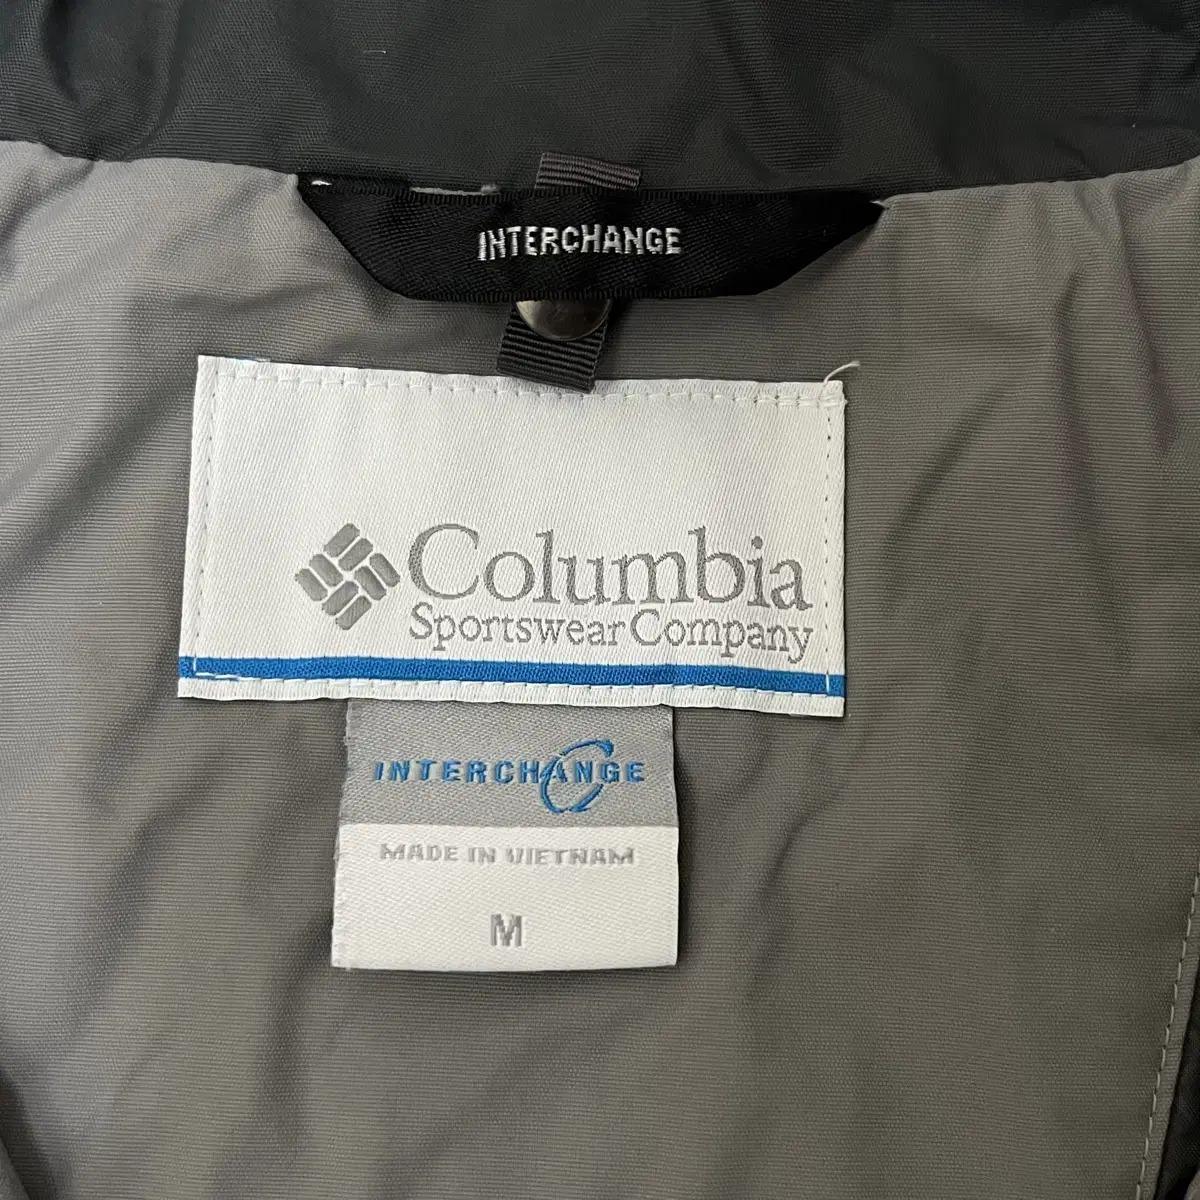 INTERCHANGE
Columbia
Sportswear Company
INTERCHANGE
MADE IN VIETNAM
M